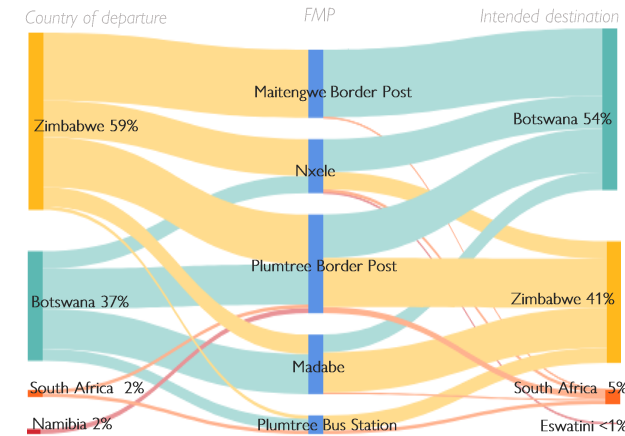 Country of departure
FMP
Intended destination
Maitengwe Border Post
Botswana 54%
Zimbabwe 59%
Nxele
Plumtree Border Post
Botswana 37%
Zimbabwe 41%
Madabe
South Africa 2%
South Africa 5%
Namibia 2%
Plumtree Bus Station
Eswatini <1%